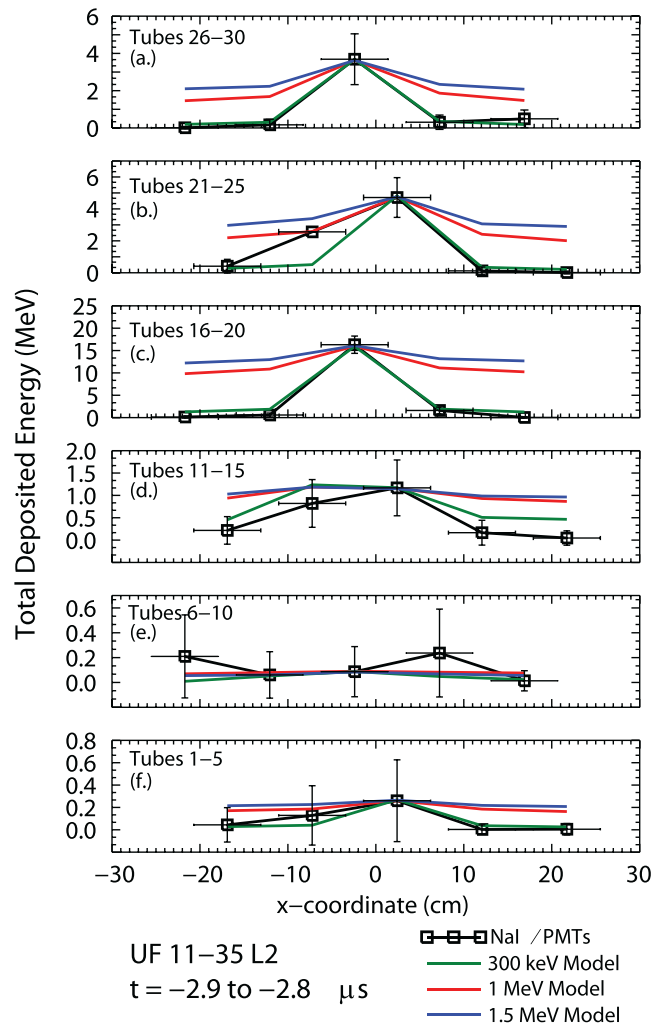 Total Deposited Energy (MeV)
Tubes 26−30
(a.)
6
4
2
0
Tubes 21−25
(b.)
6
4
2
0
Tubes 16−20
(c.)
25
20
15
10
5
0
Tubes 11−15
(d.)
2.0
1.5
1.0
0.5
0.0
Tubes 6−10
(e.)
0.6
0.4
0.2
0.0
Tubes 1−5
(f.)
0.8
0.6
0.4
0.2
0.0
−30 −20 −10 0 10 20 30
x−coordinate (cm)
UF 11−35 L2
t = −2.9 to −2.8 μs
NaI /PMTs
300 keV Model
1 MeV Model
1.5 MeV Model